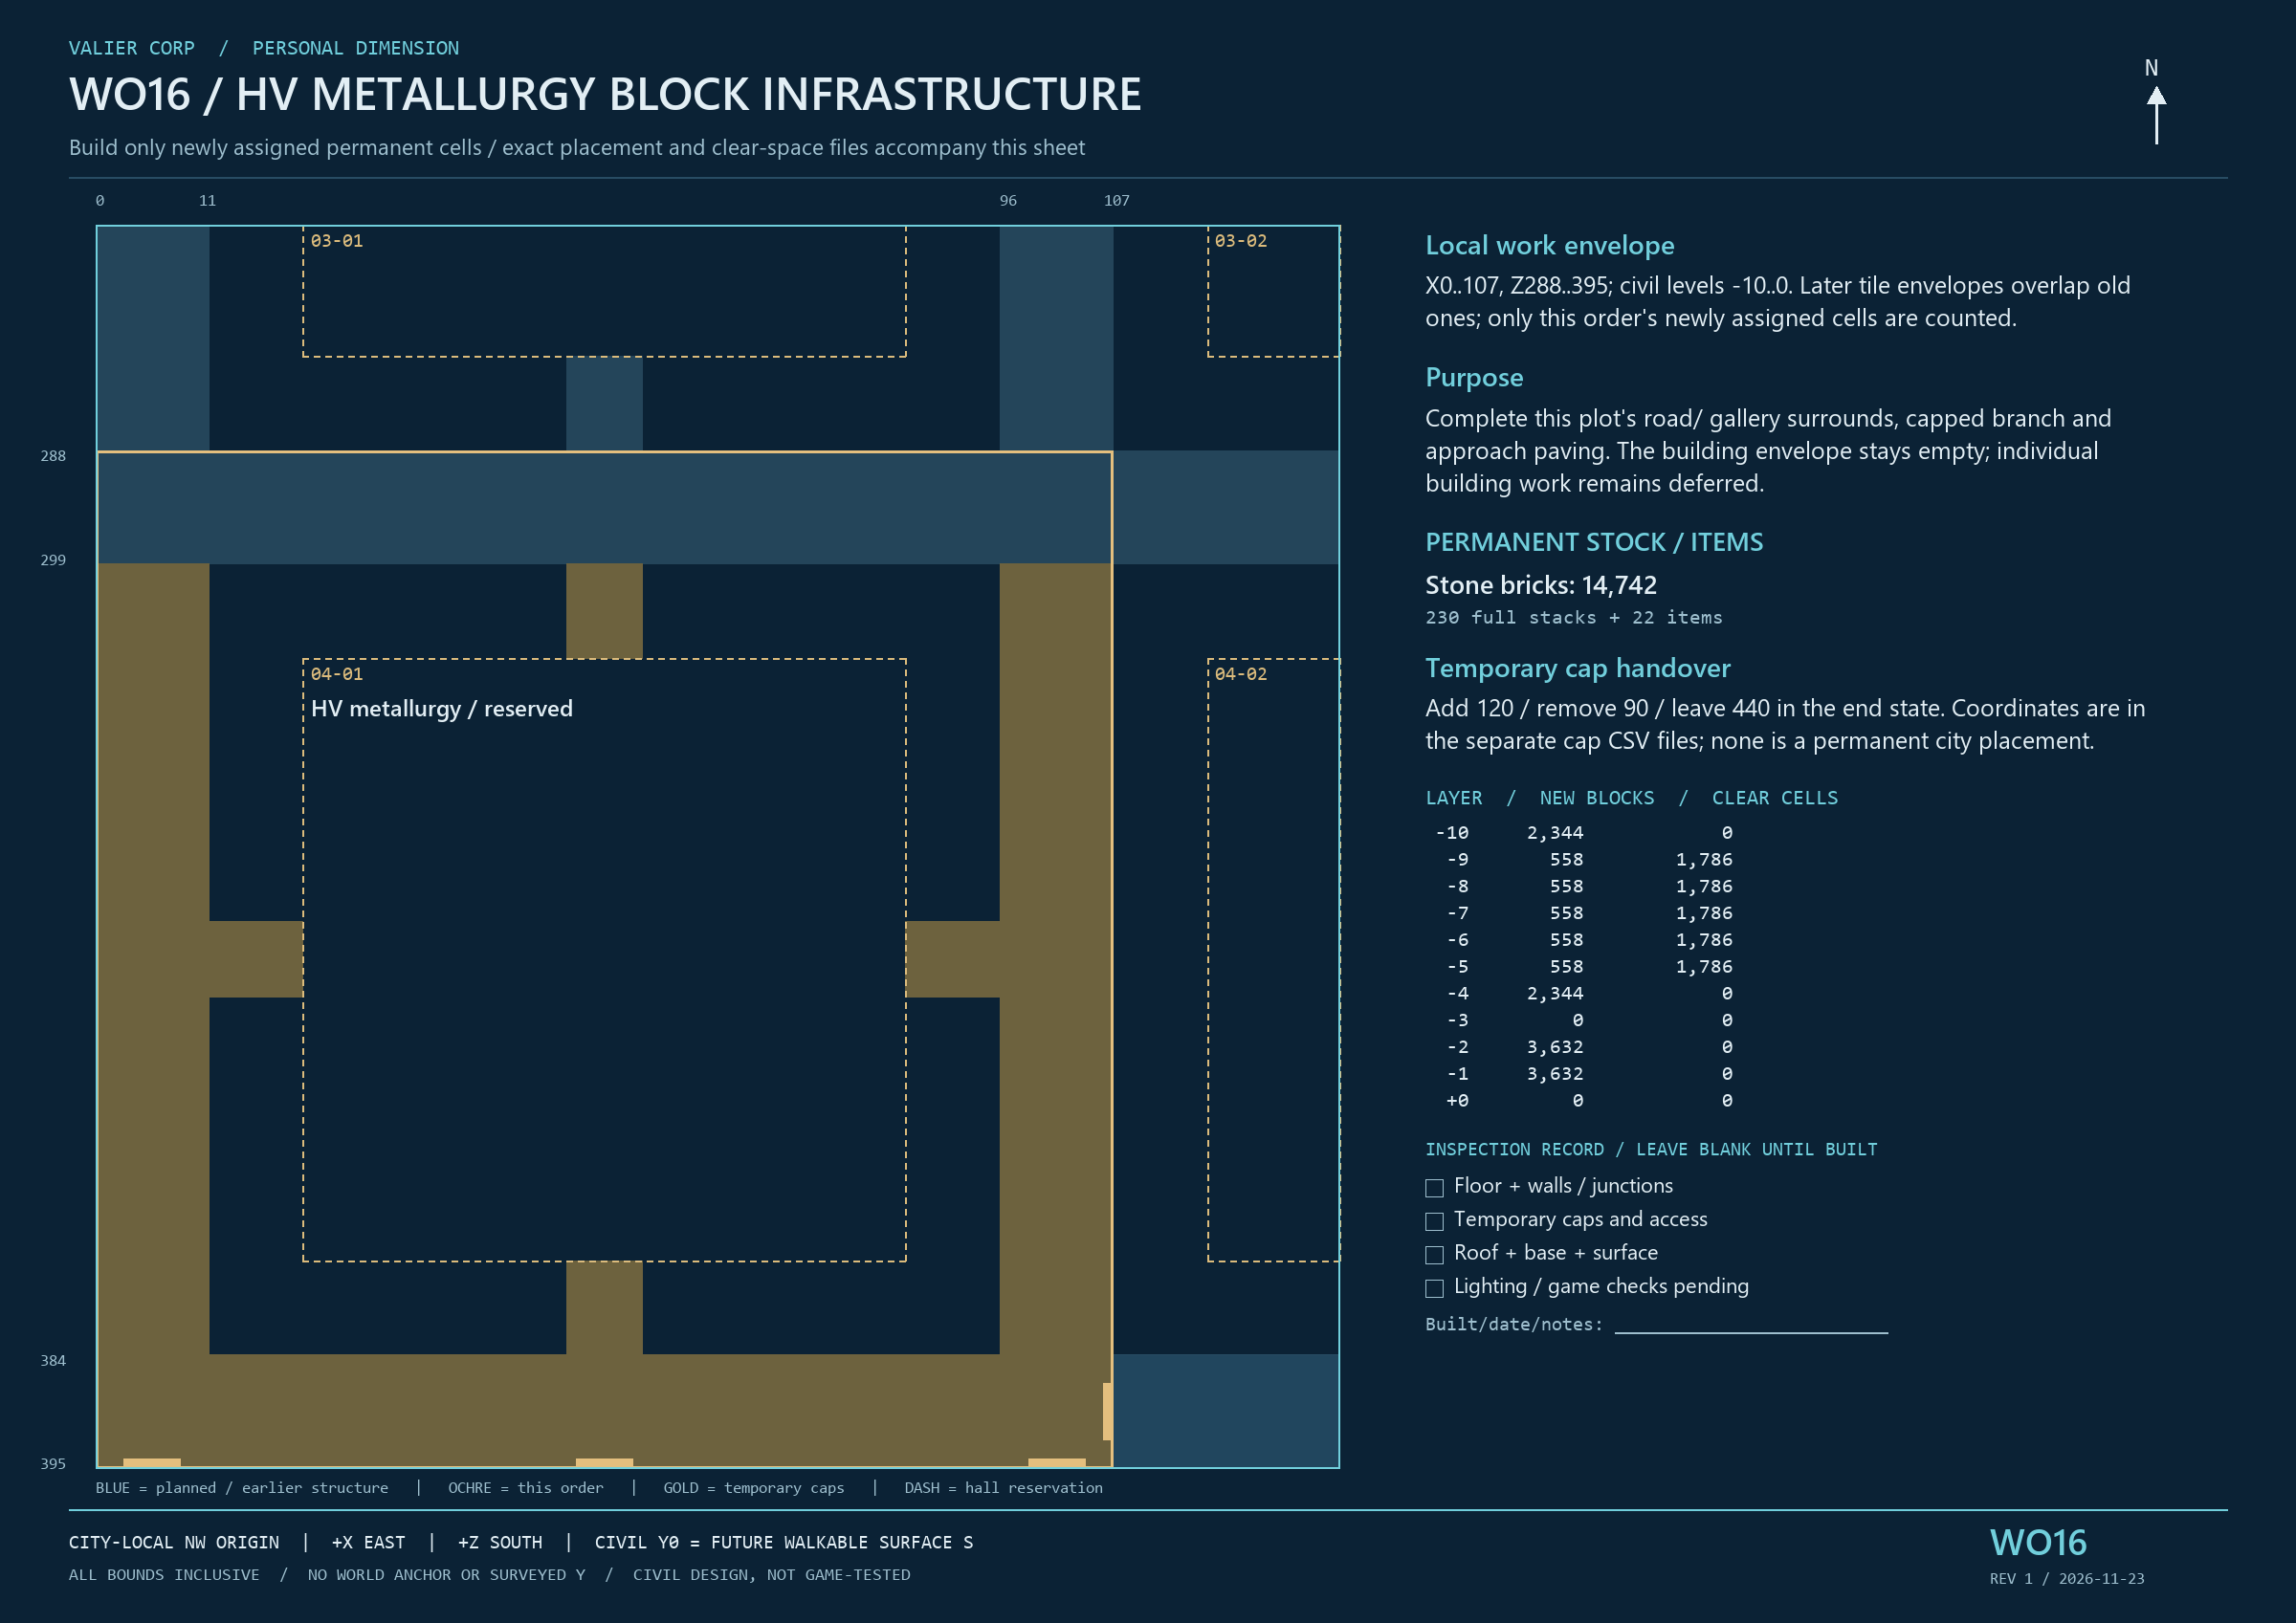 VALIER CORP / PERSONAL DIMENSION
WO16 / HV METALLURGY BLOCK INFRASTRUCTURE
Build only newly assigned permanent cells / exact placement and clear-space files accompany this sheet
N
0 11 96 107
288
299
384
395
03-01
03-02
04-01
HV metallurgy / reserved
04-02
BLUE = planned / earlier structure | OCHRE = this order | GOLD = temporary caps | DASH = hall reservation
Local work envelope
X0..107, Z288..395; civil levels -10..0. Later tile envelopes overlap old
ones; only this order's newly assigned cells are counted.
Purpose
Complete this plot's road/ gallery surrounds, capped branch and
approach paving. The building envelope stays empty; individual
building work remains deferred.
PERMANENT STOCK / ITEMS
Stone bricks: 14,742
230 full stacks + 22 items
Temporary cap handover
Add 120 / remove 90 / leave 440 in the end state. Coordinates are in
the separate cap CSV files; none is a permanent city placement.
LAYER / NEW BLOCKS / CLEAR CELLS
-10 2,344 0
-9 558 1,786
-8 558 1,786
-7 558 1,786
-6 558 1,786
-5 558 1,786
-4 2,344 0
-3 0 0
-2 3,632 0
-1 3,632 0
+0 0 0
INSPECTION RECORD / LEAVE BLANK UNTIL BUILT
Floor + walls / junctions
Temporary caps and access
Roof + base + surface
Lighting / game checks pending
Built/date/notes:
CITY-LOCAL NW ORIGIN | +X EAST | +Z SOUTH | CIVIL Y0 = FUTURE WALKABLE SURFACE S
ALL BOUNDS INCLUSIVE / NO WORLD ANCHOR OR SURVEYED Y / CIVIL DESIGN, NOT GAME-TESTED
WO16
REV 1 / 2026-11-23